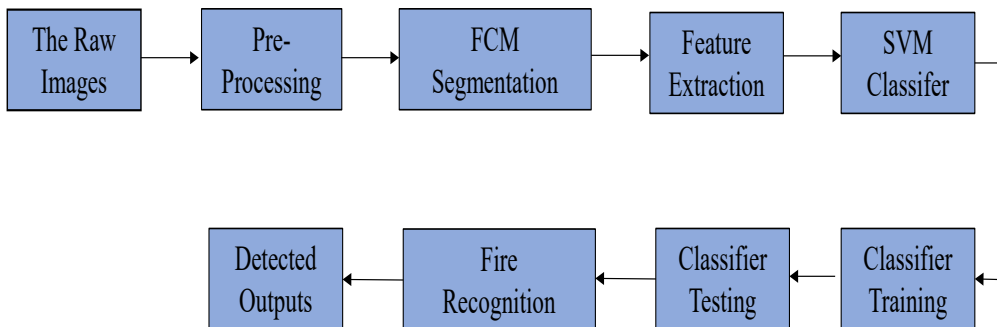 The Raw
Images
Pre-
Processing
FCM
Segmentation
Feature
Extraction
SVM
Classifer
Classifier
Training
Classifier
Testing
Fire
Recognition
Detected
Outputs